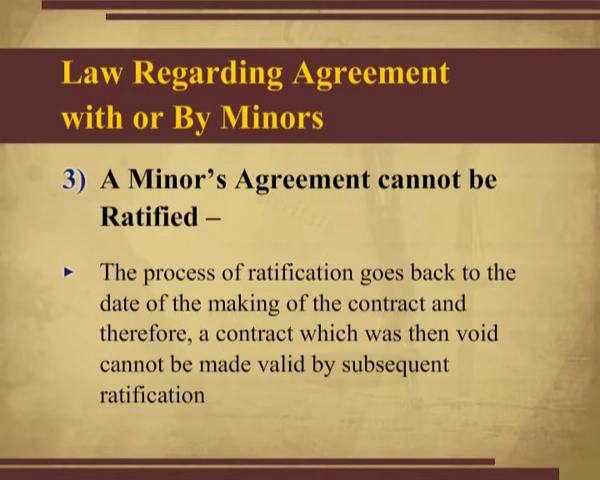 Law Regarding Agreement
with or By Minors
3) A Minor's Agreement cannot be
Ratified –
► The process of ratification goes back to the
date of the making of the contract and
therefore, a contract which was then void
cannot be made valid by subsequent
ratification